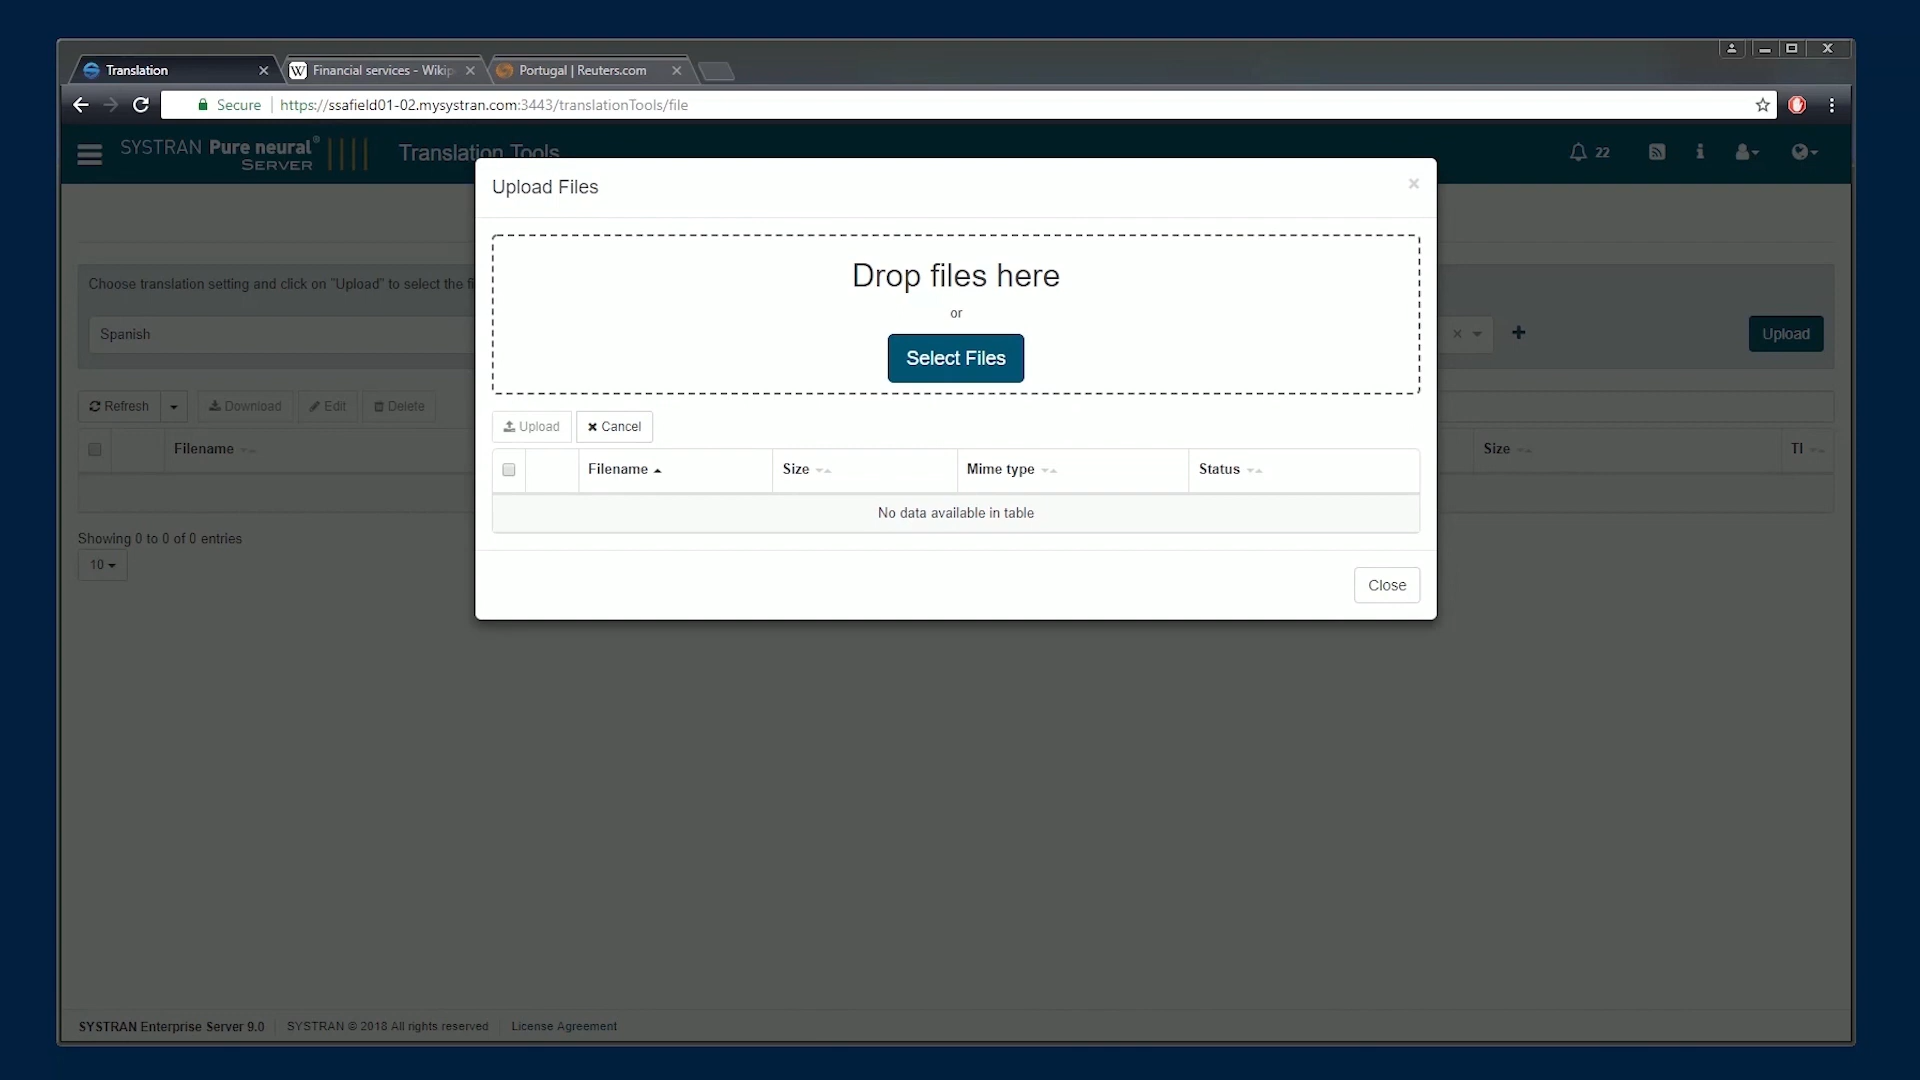 Translation
Financial services - Wikip
Portugal | Reuters.com
Secure
https://ssafield01-02.mysystran.com:3443/translationTools/file
SYSTRAN Pure neural®
SERVER
Translation Tools
22
Upload Files
×
Drop files here
or
Select Files
Choose translation setting and click on "Upload" to select the fi
Spanish
Upload
Refresh
Download
Edit
Delete
Upload
Cancel
Filename
Size
TI
Filename
Size
Mime type
Status
No data available in table
Showing 0 to 0 of 0 entries
10
Close
SYSTRAN Enterprise Server 9.0
SYSTRAN © 2018 All rights reserved
License Agreement